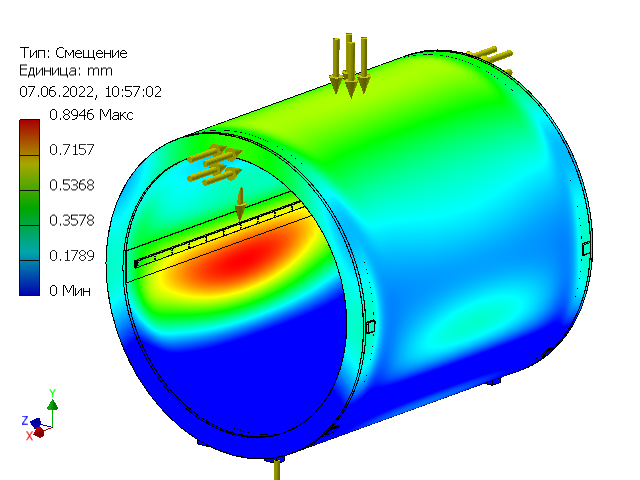 Тип: Смещение
Единица: mm
07.06.2022, 10:57:02
0.8946 Макс
0.7157
0.5368
0.3578
0.1789
0 Мин
Y
Z
X